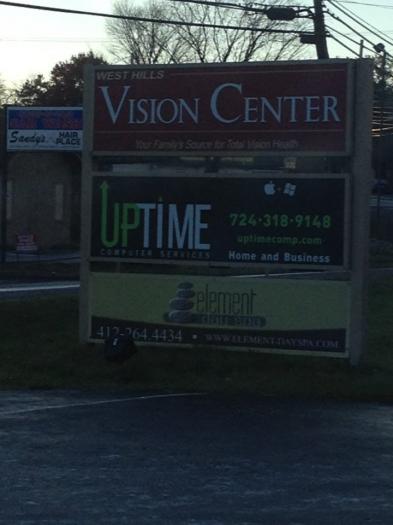 WEST HILLS
VISION CENTER
Your Family's Source for Total Vision Health
Sandy's HAIR PLACE
UPTIME
COMPUTER SERVICES
724-318-9148
uptimecomp.com
Home and Business
element
412-264-4434 • WWW.ELEMENT-DAYSPA.COM